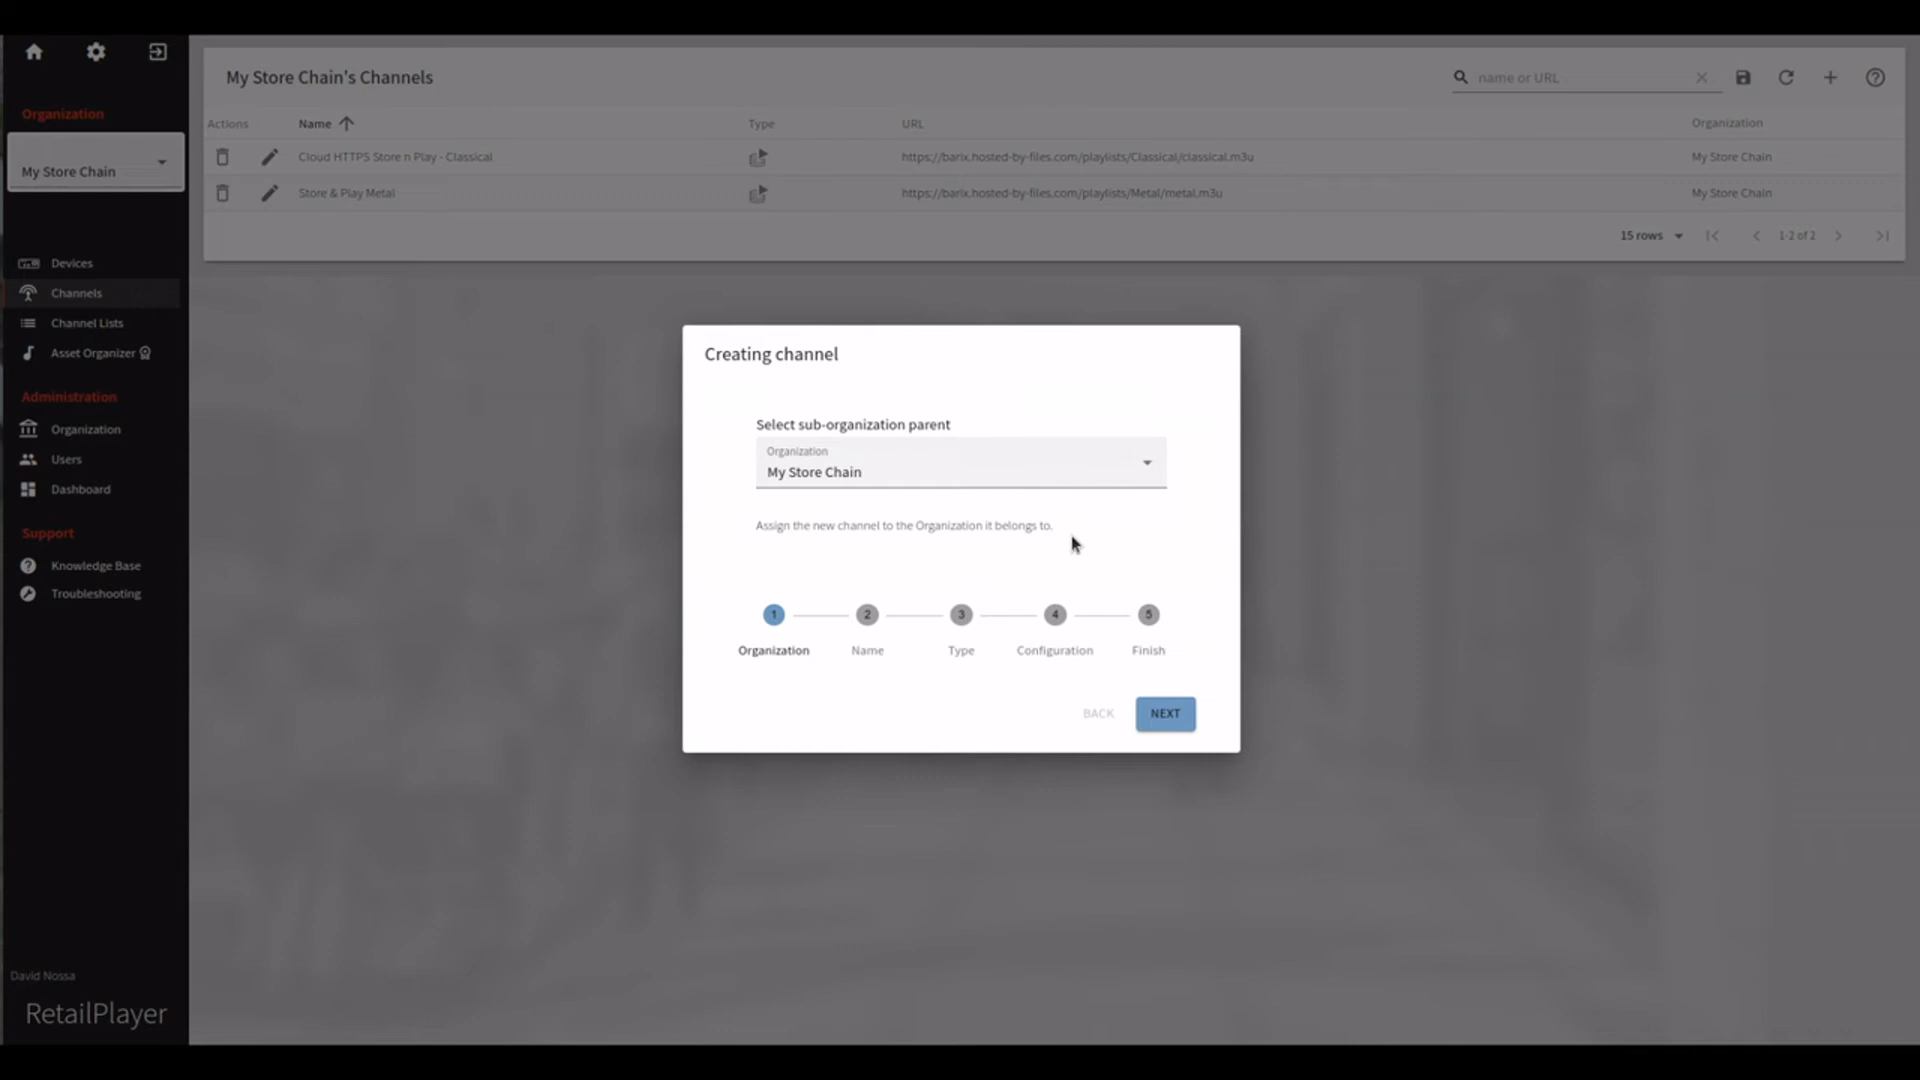 Organization
My Store Chain
Devices
Channels
Channel Lists
Asset Organizer
Administration
Organization
Users
Dashboard
Support
Knowledge Base
Troubleshooting
David Nossa
RetailPlayer
My Store Chain's Channels
name or URL
Actions Name Type URL Organization
Cloud HTTPS Store n Play - Classical https://barix.hosted-by-files.com/playlists/Classical/classical.m3u My Store Chain
Store & Play Metal https://barix.hosted-by-files.com/playlists/Metal/metal.m3u My Store Chain
15 rows 1-2 of 2
Creating channel
Select sub-organization parent
Organization
My Store Chain
Assign the new channel to the Organization it belongs to.
1 2 3 4 5
Organization Name Type Configuration Finish
BACK NEXT